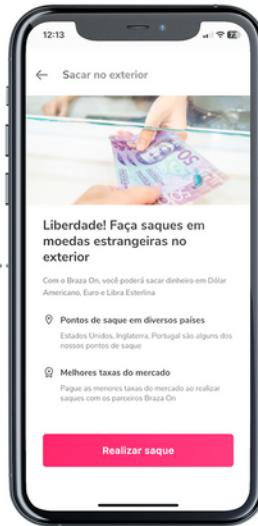 12:13
73
Sacar no exterior
Liberdade! Faça saques em
moedas estrangeiras no
exterior
Com o Braza On, você poderá sacar dinheiro em Dólar
Americano, Euro e Libra Esterlina
Pontos de saque em diversos países
Estados Unidos, Inglaterra, Portugal são alguns dos
nossos pontos de saque
Melhores taxas do mercado
Pague as menores taxas do mercado ao realizar
saques com os parceiros Braza On
Realizar saque